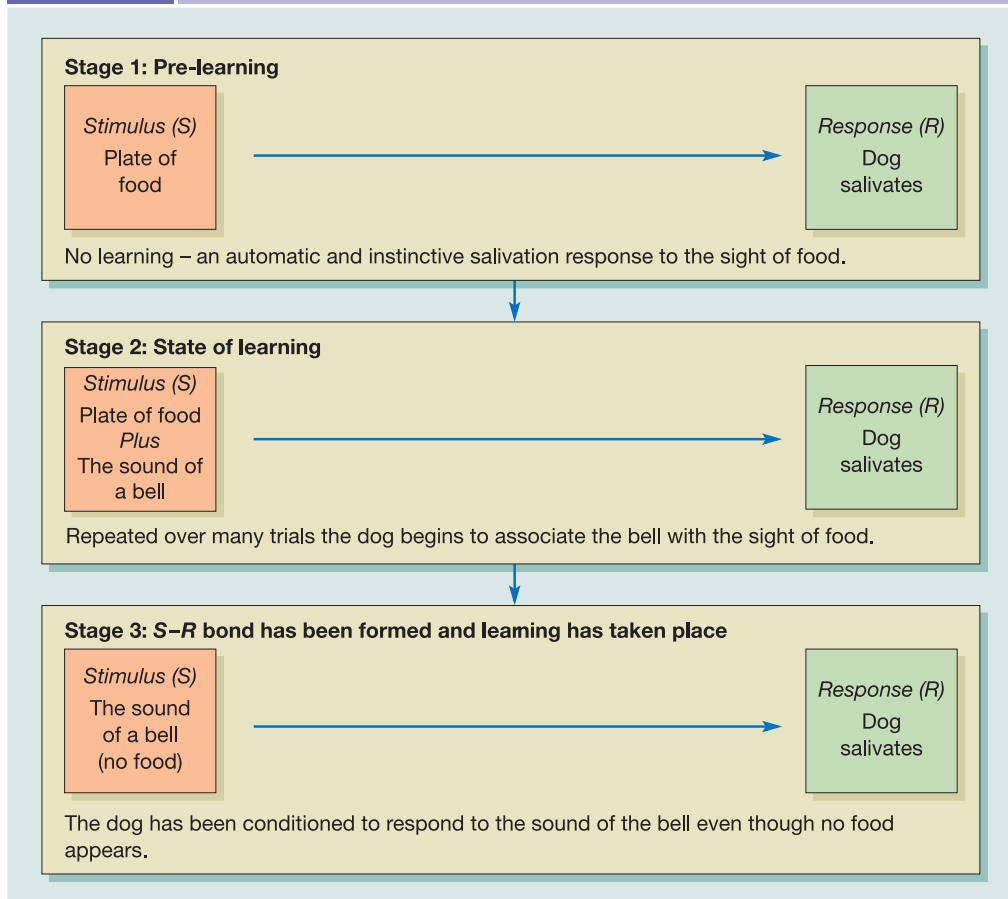 Stage 1: Pre-learning
Stimulus (S)
Plate of
food
Response (R)
Dog
salivates
No learning – an automatic and instinctive salivation response to the sight of food.
Stage 2: State of learning
Stimulus (S)
Plate of food
Plus
The sound of
a bell
Response (R)
Dog
salivates
Repeated over many trials the dog begins to associate the bell with the sight of food.
Stage 3: S–R bond has been formed and learning has taken place
Stimulus (S)
The sound
of a bell
(no food)
Response (R)
Dog
salivates
The dog has been conditioned to respond to the sound of the bell even though no food
appears.